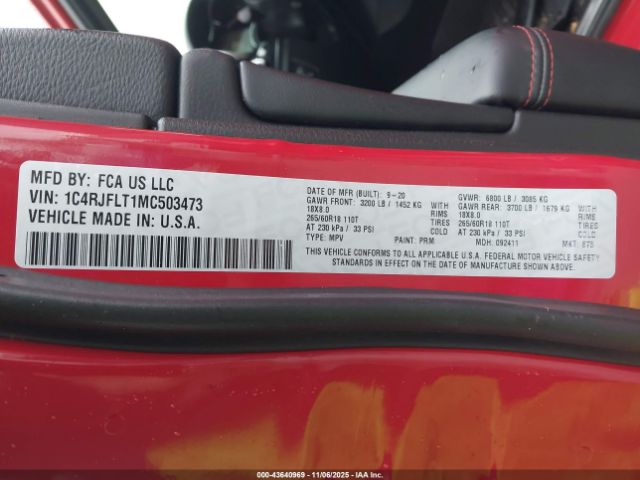 MFD BY: FCA US LLC
VIN: 1C4RJFLT1MC503473
VEHICLE MADE IN U.S.A.
DATE OF MFR (BUILT): 9-20
GAWR FRONT: 3200 LB / 1452 KG WITH
18X8.0 RIMS
265/60R18 110T TIRES
AT 230 kPa / 33 PSI COLD
TYPE: MPV PAINT: PRM
GVWR: 6800 LB / 3085 KG
GAWR REAR: 3700 LB / 1679 KG WITH
18X8.0 RIMS
265/60R18 110T TIRES
AT 230 kPa / 33 PSI COLD
MDH: 092411 MKT: 875
THIS VEHICLE CONFORMS TO ALL APPLICABLE U.S.A. FEDERAL MOTOR VEHICLE SAFETY
STANDARDS IN EFFECT ON THE DATE OF MANUFACTURE SHOWN ABOVE.
000-43640969 - 11/06/2025 - IAAI.COM